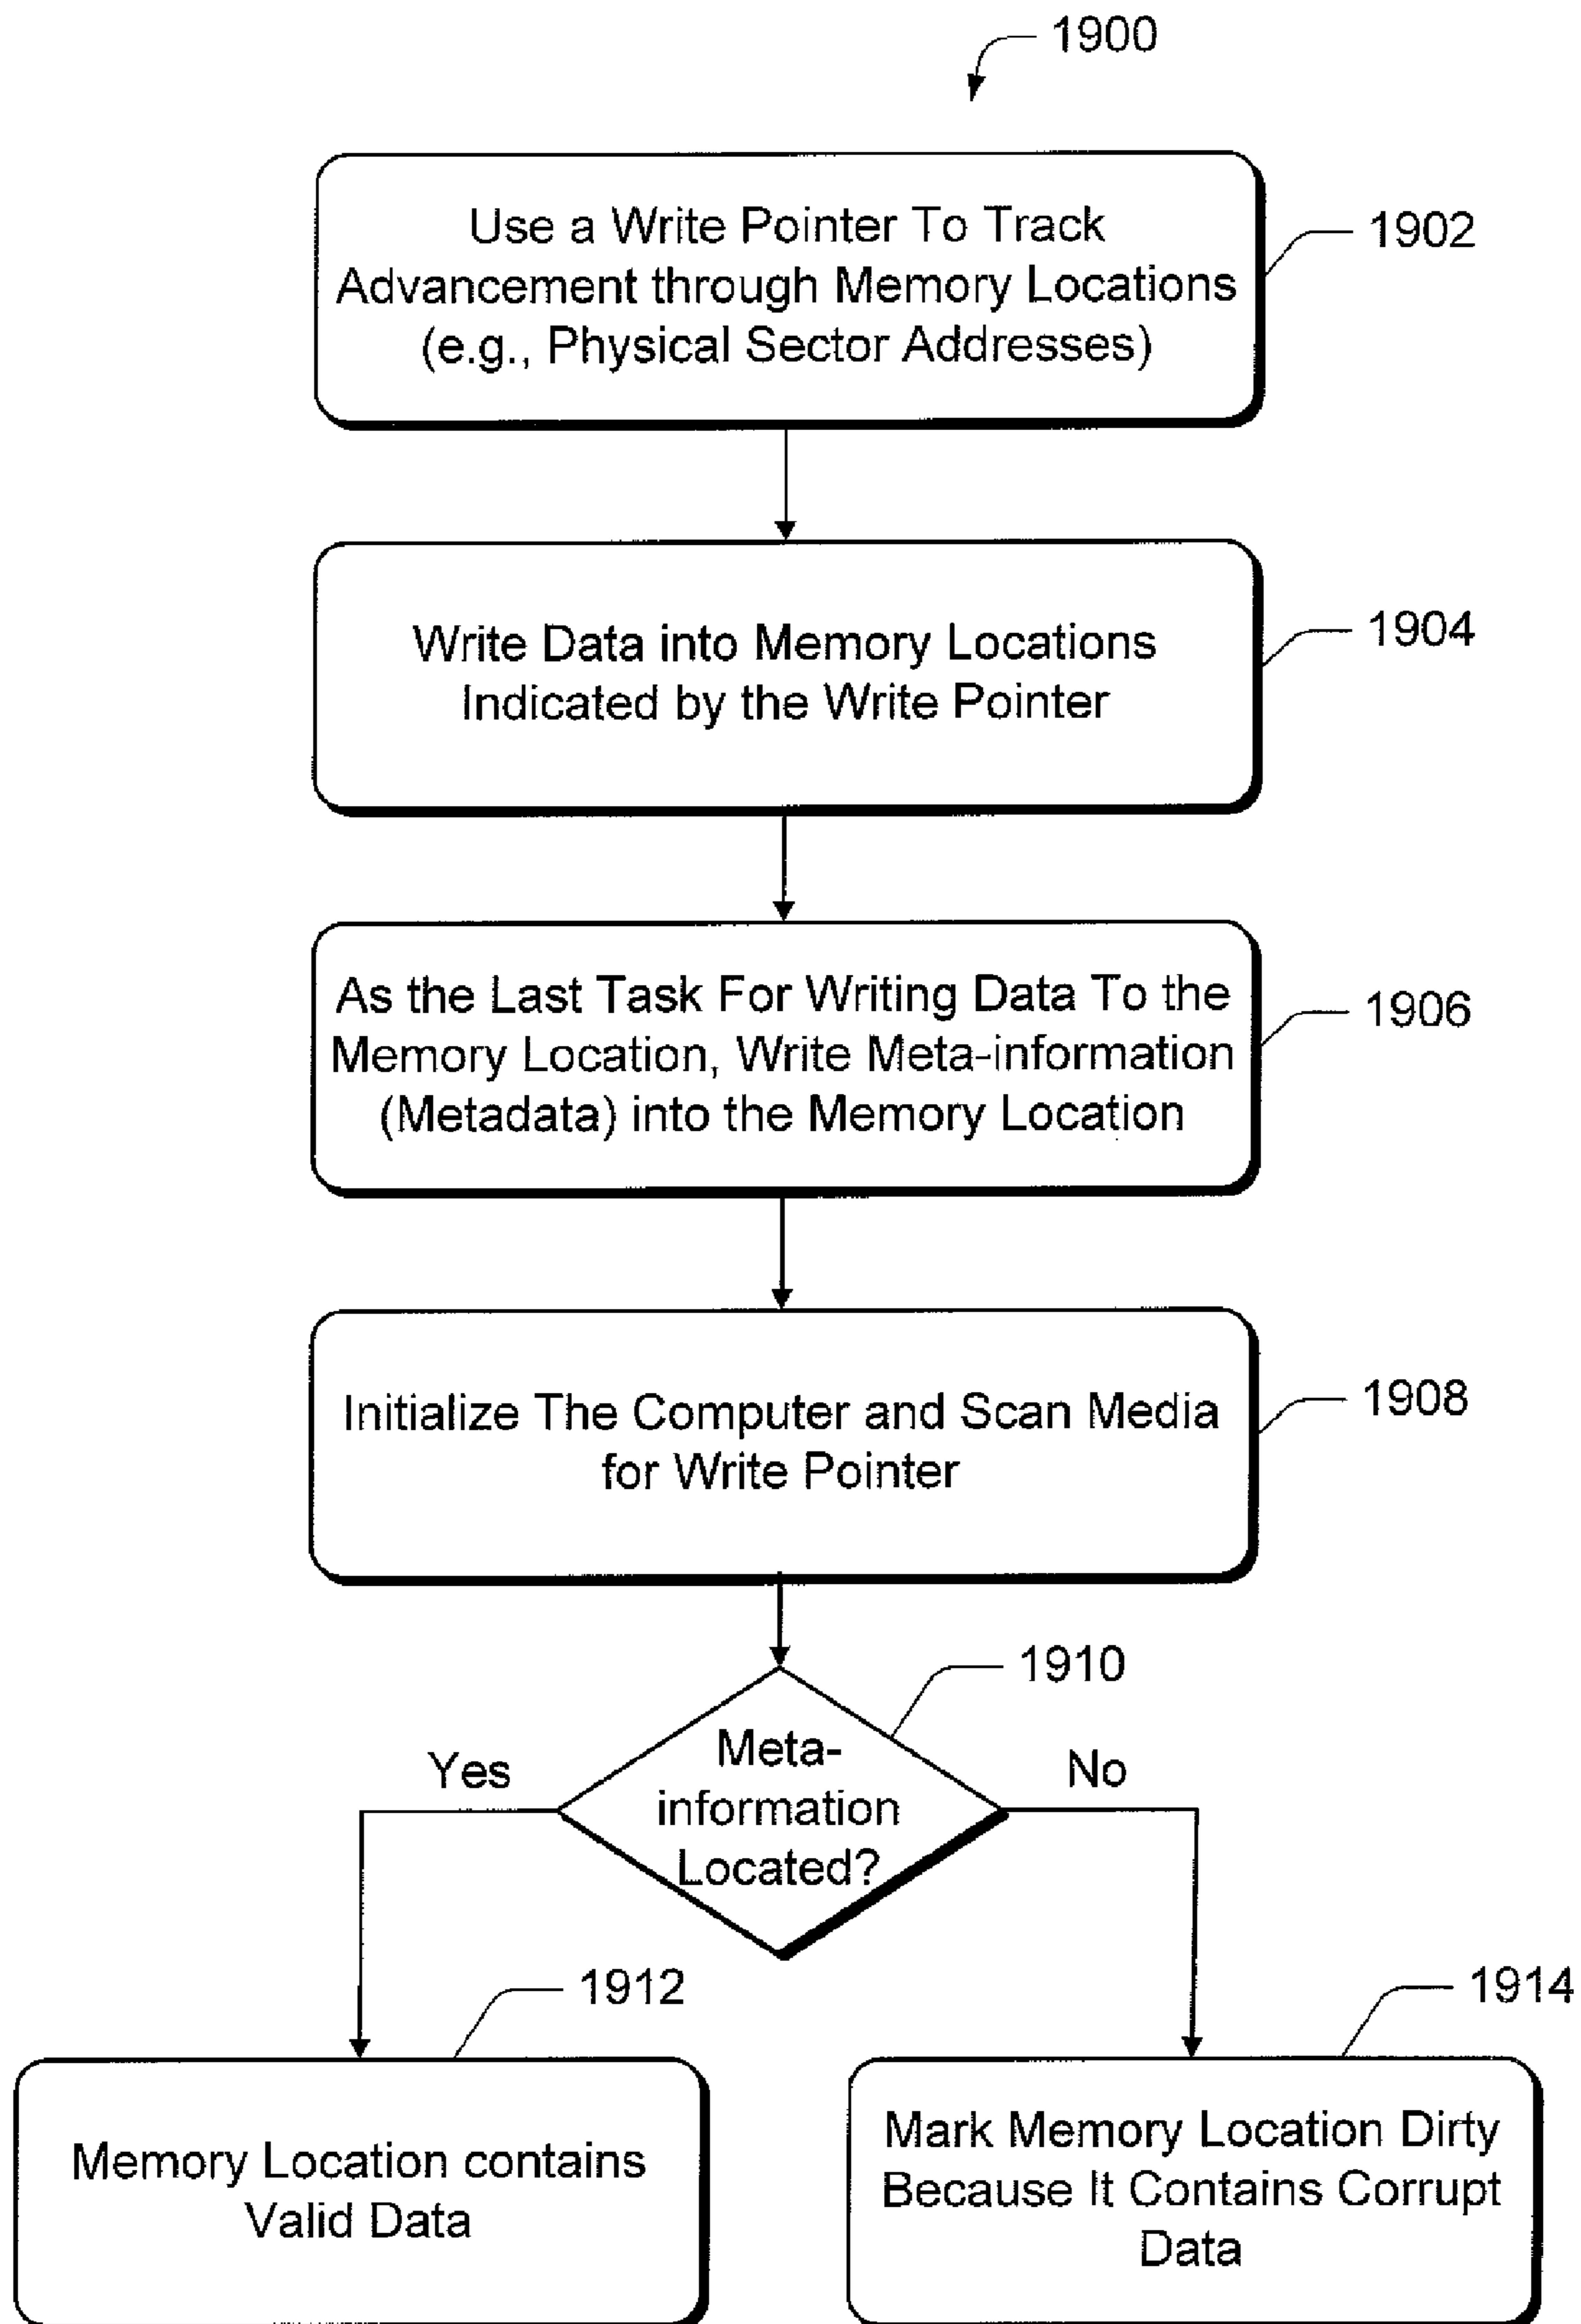 1900
Use a Write Pointer To Track
Advancement through Memory Locations
(e.g., Physical Sector Addresses)
1902
Write Data into Memory Locations
Indicated by the Write Pointer
1904
As the Last Task For Writing Data To the
Memory Location, Write Meta-information
(Metadata) into the Memory Location
1906
Initialize The Computer and Scan Media
for Write Pointer
1908
1910
Meta-
information
Located?
Yes
No
1912
1914
Memory Location contains
Valid Data
Mark Memory Location Dirty
Because It Contains Corrupt
Data